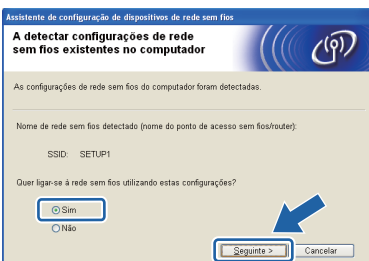 Assistente de configuração de dispositivos de rede sem fios
A detectar configurações de rede
sem fios existentes no computador
As configurações de rede sem fios do computador foram detectadas.
Nome de rede sem fios detectado (nome do ponto de acesso sem fios/router):
SSID: SETUP1
Quer ligar-se à rede sem fios utilizando estas configurações?
Sim
Não
Seguinte > Cancelar